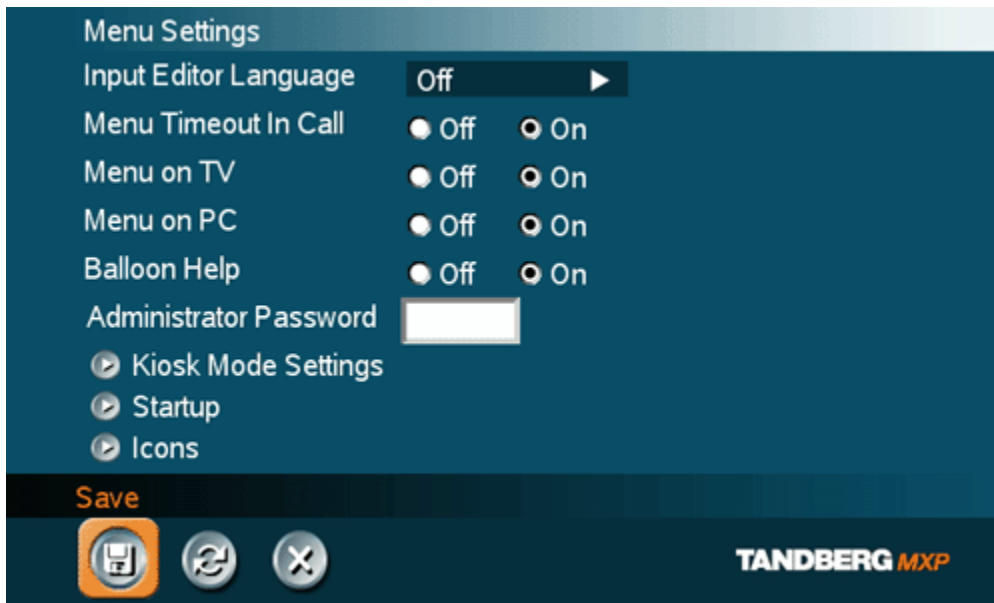 Menu Settings
Input Editor Language Off
Menu Timeout In Call Off On
Menu on TV Off On
Menu on PC Off On
Balloon Help Off On
Administrator Password
Kiosk Mode Settings
Startup
Icons
Save
TANDBERG MXP